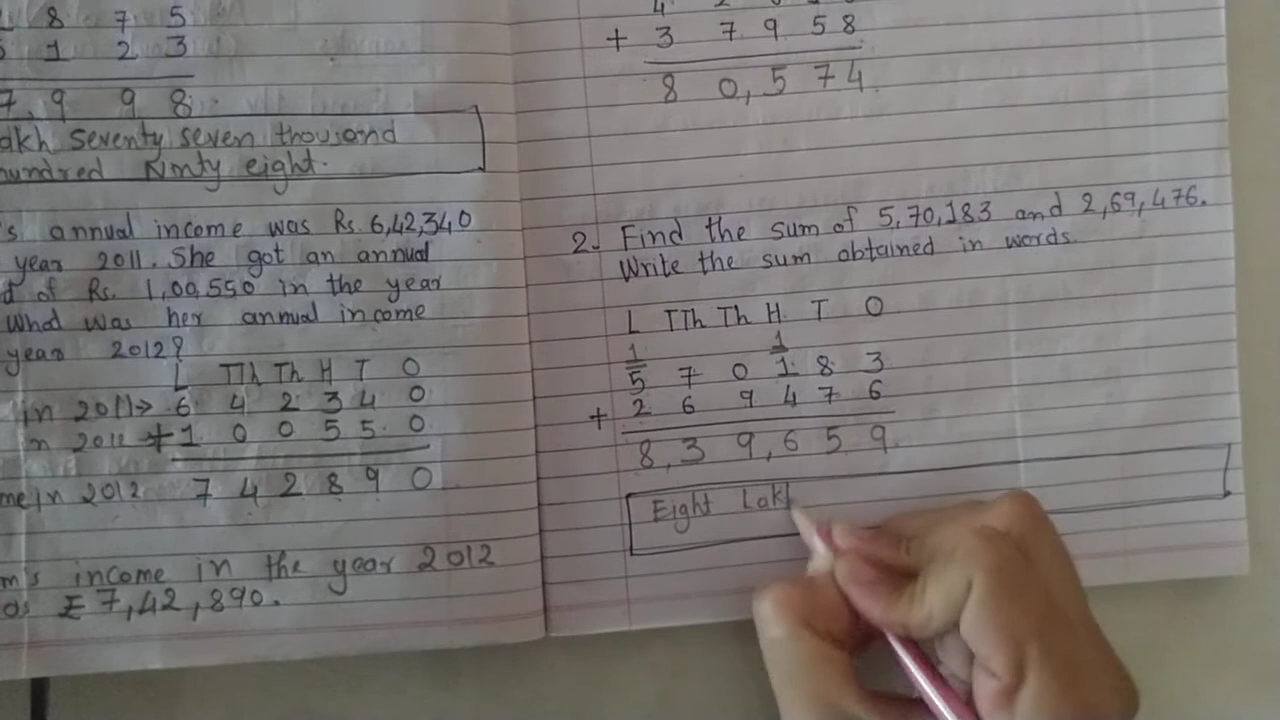 8 7 5
1 2 3
7,9 9 8
akh seventy seven thousand
hundred Ninty eight.
's annual income was Rs. 6,42,340
year 2011. She got an annual
d of Rs. 1,00,550 in the year
What was her annual income
year 2012?
L TTh Th H T O
in 2011→ 6 4 2 3 4 0
n 2011 + 1 0 0 5 5 0
me in 2012 7 4 2 8 9 0
m's income in the year 2012
₹ 7,42,890.
+ 3 7 9 5 8
8 0,5 7 4
2. Find the sum of 5,70,183 and 2,69,476.
Write the sum obtained in words.
L TTh Th H T O
1 1
5 7 0 1 8 3
+ 2 6 9 4 7 6
8,3 9,6 5 9
Eight Lak